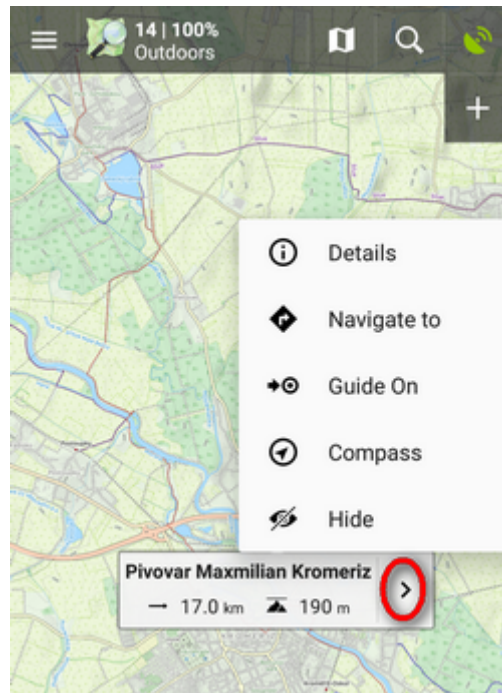 14 | 100%
Outdoors
Details
Navigate to
Guide On
Compass
Hide
Pivovar Maxmilian Kromeriz
17.0 km
190 m